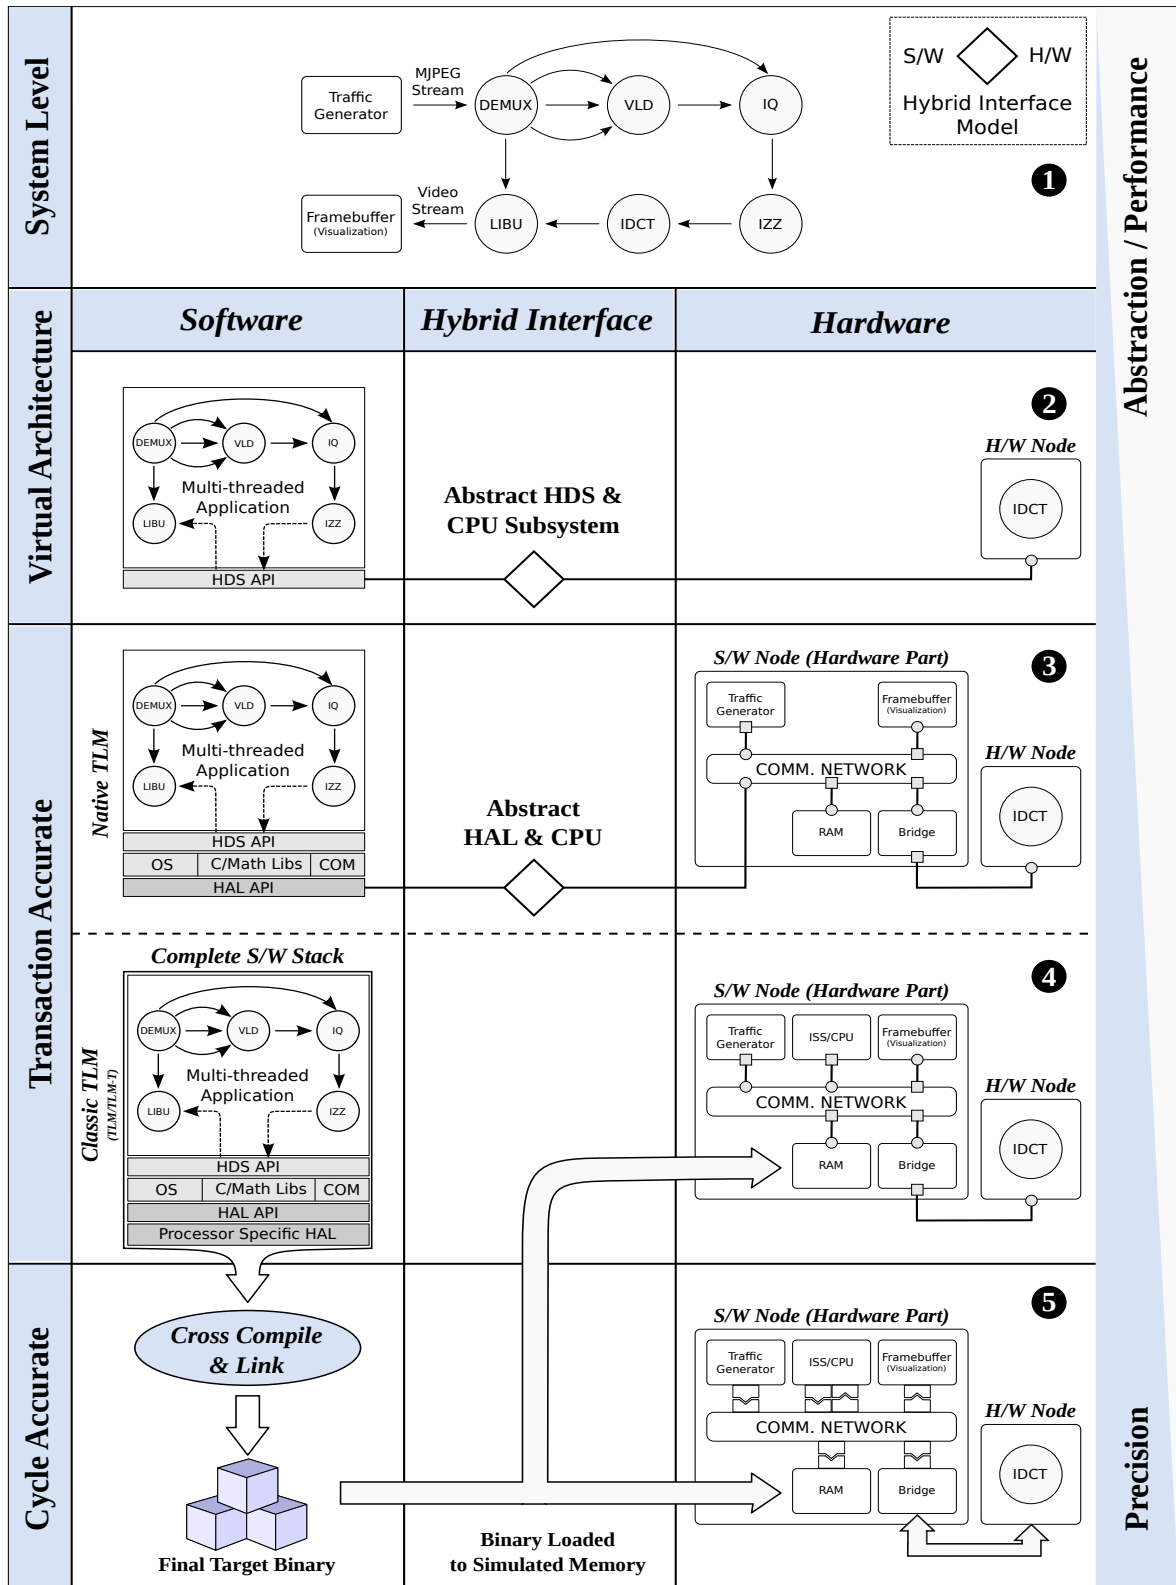 System Level
Traffic
Generator
MJPEG
Stream
DEMUX
VLD
IQ
S/W
H/W
Hybrid Interface
Model
1
Framebuffer
(Visualization)
Video
Stream
LIBU
IDCT
IZZ
Abstraction / Performance
Software
Hybrid Interface
Hardware
Virtual Architecture
DEMUX
VLD
IQ
Multi-threaded
Application
LIBU
IZZ
HDS API
Abstract HDS &
CPU Subsystem
2
H/W Node
IDCT
Transaction Accurate
Native TLM
DEMUX
VLD
IQ
Multi-threaded
Application
LIBU
IZZ
HDS API
OS
C/Math Libs
COM
HAL API
Abstract
HAL & CPU
S/W Node (Hardware Part)
3
Traffic
Generator
Framebuffer
(Visualization)
COMM. NETWORK
RAM
Bridge
H/W Node
IDCT
Classic TLM
(TLM/TLM-T)
Complete S/W Stack
DEMUX
VLD
IQ
Multi-threaded
Application
LIBU
IZZ
HDS API
OS
C/Math Libs
COM
HAL API
Processor Specific HAL
4
S/W Node (Hardware Part)
Traffic
Generator
ISS/CPU
Framebuffer
(Visualization)
COMM. NETWORK
RAM
Bridge
H/W Node
IDCT
Cycle Accurate
Cross Compile
& Link
Final Target Binary
Binary Loaded
to Simulated Memory
5
S/W Node (Hardware Part)
Traffic
Generator
ISS/CPU
Framebuffer
(Visualization)
COMM. NETWORK
RAM
Bridge
H/W Node
IDCT
Precision